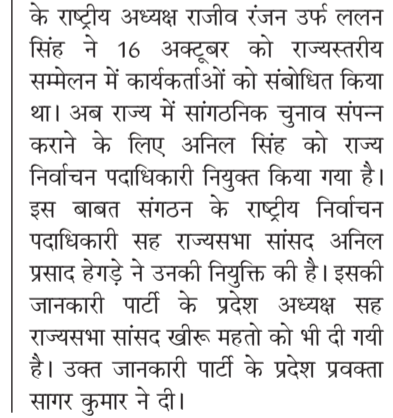 के राष्ट्रीय अध्यक्ष राजीव रंजन उर्फ ललन
सिंह ने 16 अक्टूबर को राज्यस्तरीय
सम्मेलन में कार्यकर्ताओं को संबोधित किया
था। अब राज्य में सांगठनिक चुनाव संपन्न
कराने के लिए अनिल सिंह को राज्य
निर्वाचन पदाधिकारी नियुक्त किया गया है।
इस बाबत संगठन के राष्ट्रीय निर्वाचन
पदाधिकारी सह राज्यसभा सांसद अनिल
प्रसाद हेगड़े ने उनकी नियुक्ति की है। इसकी
जानकारी पार्टी के प्रदेश अध्यक्ष सह
राज्यसभा सांसद खीरू महतो को भी दी गयी
है। उक्त जानकारी पार्टी के प्रदेश प्रवक्ता
सागर कुमार ने दी।